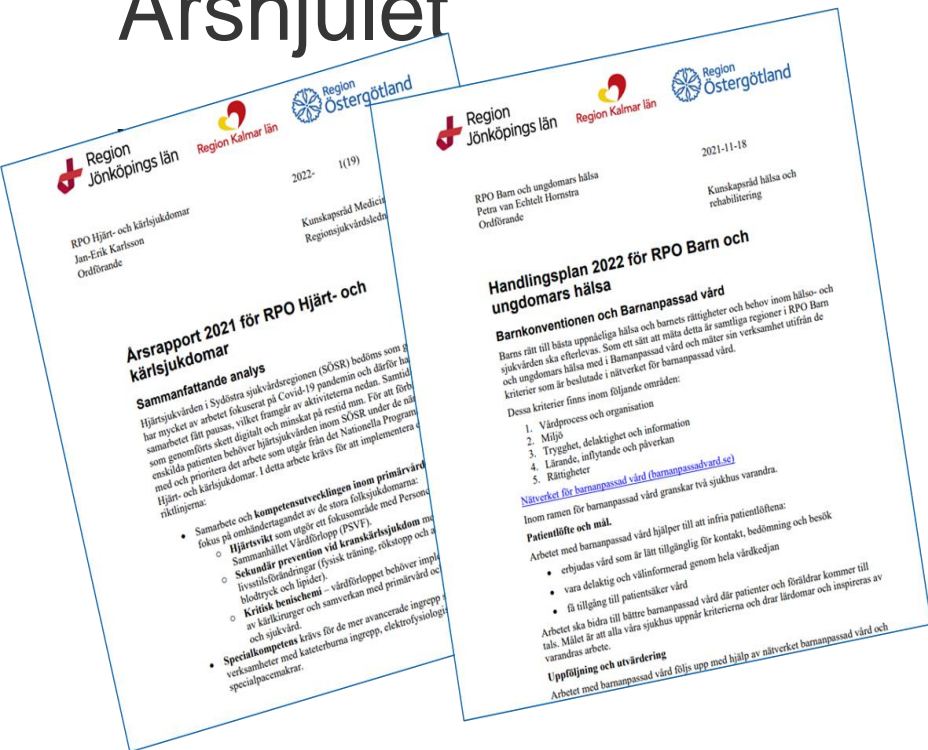 Årshjulet
Region
Jönköpings län
Region Kalmar län
Region
Östergötland
2022-
1(19)
RPO Hjärt- och kärlsjukdomar
Jan-Erik Karlsson
Ordförande
Kunskapsråd Medicin
Regionsjukvårdsledn
Årsrapport 2021 för RPO Hjärt- och
kärlsjukdomar
Sammanfattande analys
Hjärtsjukvården i Sydöstra sjukvårdsregionen (SÖSR) bedöms som g
har mycket av arbetet fokuserat på Covid-19 pandemin och därför ha
samarbetet fått pausas, vilket framgår av aktiviteterna nedan. Samtid
som genomförts skett digitalt och minskat på restid mm. För att förb
enskilda patienten behöver hjärtsjukvården inom SÖSR under de nä
med och prioritera det arbete som utgår från det Nationella Program
Hjärt- och kärlsjukdomar. I detta arbete krävs för att implementera
riktlinjerna:
• Samarbete och kompetensutvecklingen inom primärvård
fokus på omhändertagandet av de stora folksjukdomarna:
○ Hjärtsvikt som utgör ett fokusområde med Person
Sammanhållet Vårdförlopp (PSVF).
○ Sekundär prevention vid kranskärlsjukdom me
livsstilsförändringar (fysisk träning, rökstopp och a
blodtryck och lipider).
○ Kritisk benischemi – vårdförloppet behöver imple
av kärlkirurger och samverkan med primärvård oc
och sjukvård.
• Specialkompetens krävs för de mer avancerade ingrepp
verksamheter med kateterburna ingrepp, elektrofysiologi
specialpacemakrar.
Region
Jönköpings län
Region Kalmar län
Region
Östergötland
2021-11-18
RPO Barn och ungdomars hälsa
Petra van Echtelt Hornstra
Ordförande
Kunskapsråd hälsa och
rehabilitering
Handlingsplan 2022 för RPO Barn och
ungdomars hälsa
Barnkonventionen och Barnanpassad vård
Barns rätt till bästa uppnåeliga hälsa och barnets rättigheter och behov inom hälso- och
sjukvården ska efterlevas. Som ett sätt att mäta detta är samtliga regioner i RPO Barn
och ungdomars hälsa med i Barnanpassad vård och mäter sin verksamhet utifrån de
kriterier som är beslutade i nätverket för barnanpassad vård.
Dessa kriterier finns inom följande områden:
1. Vårdprocess och organisation
2. Miljö
3. Trygghet, delaktighet och information
4. Lärande, inflytande och påverkan
5. Rättigheter
Nätverket för barnanpassad vård (barnanpassadvard.se)
Inom ramen för barnanpassad vård granskar två sjukhus varandra.
Patientlöfte och mål.
Arbetet med barnanpassad vård hjälper till att infria patientlöftena:
• erbjudas vård som är lätt tillgänglig för kontakt, bedömning och besök
• vara delaktig och välinformerad genom hela vårdkedjan
• få tillgång till patientsäker vård
Arbetet ska bidra till bättre barnanpassad vård där patienter och föräldrar kommer till
tals. Målet är att alla våra sjukhus uppnår kriterierna och drar lärdomar och inspireras av
varandras arbete.
Uppföljning och utvärdering
Arbetet med barnanpassad vård följs upp med hjälp av nätverket barnanpassad vård och